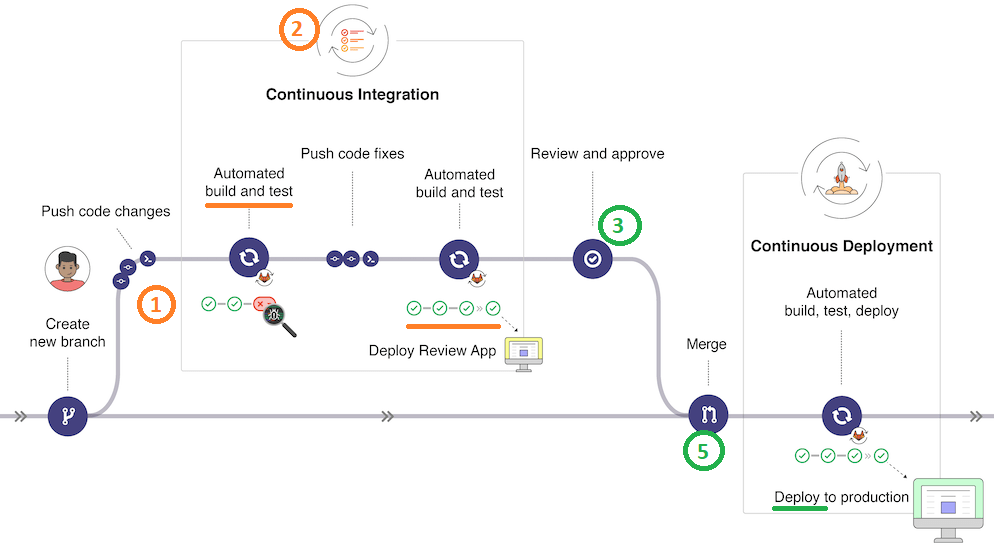 2
Continuous Integration
Push code fixes
Review and approve
Automated
build and test
Automated
build and test
Push code changes
3
Continuous Deployment
1
Automated
build, test, deploy
Create
new branch
Deploy Review App
Merge
5
Deploy to production